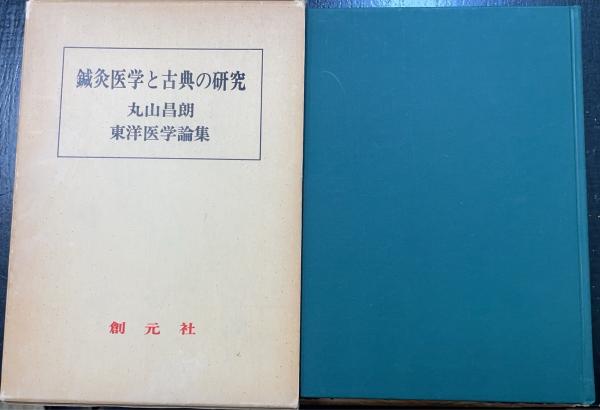 鍼灸医学と古典の研究
丸山昌朗
東洋医学論集
創元社